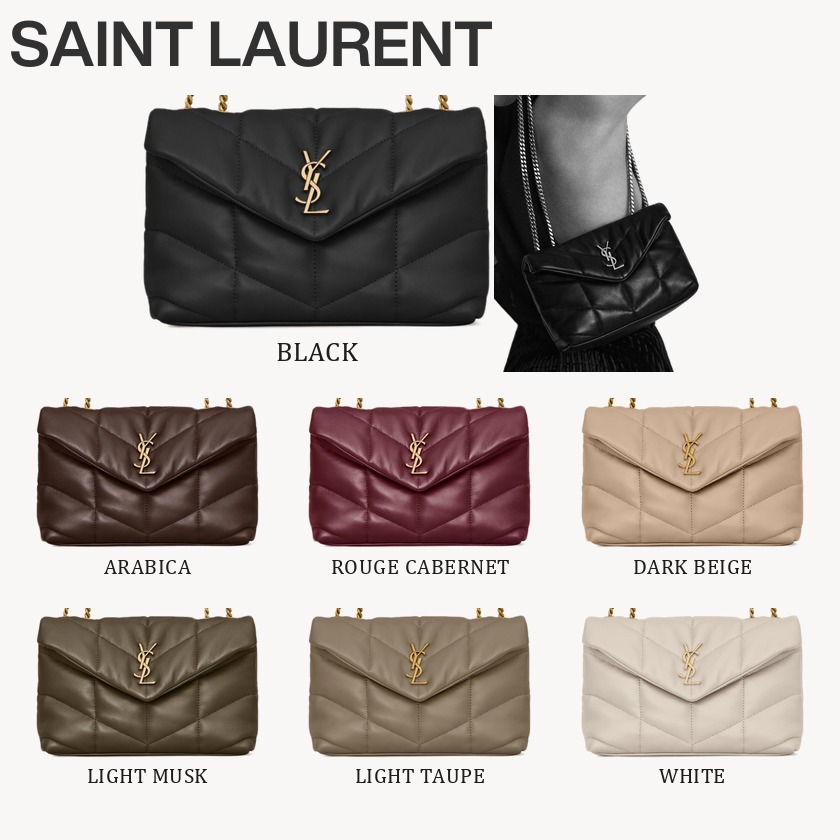 SAINT LAURENT
BLACK
ARABICA
ROUGE CABERNET
DARK BEIGE
LIGHT MUSK
LIGHT TAUPE
WHITE